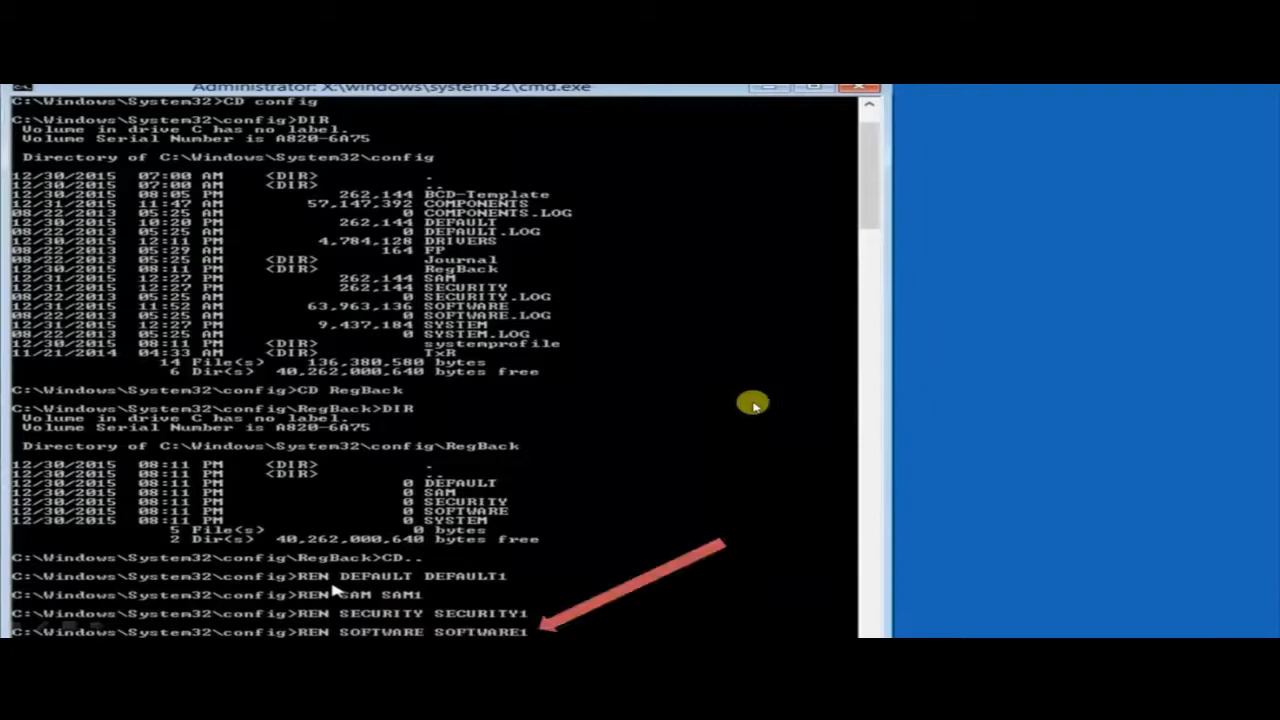 Administrator: X:\windows\system32\cmd.exe
C:\Windows\System32>CD config
C:\Windows\System32\config>DIR
Volume in drive C has no label.
Volume Serial Number is A820-6A75
Directory of C:\Windows\System32\config
12/30/2015 07:00 AM <DIR> .
12/30/2015 07:00 AM <DIR> ..
12/30/2015 08:05 PM 262,144 BCD-Template
12/31/2015 11:47 AM 57,147,392 COMPONENTS
08/22/2013 05:25 AM 0 COMPONENTS.LOG
12/30/2015 10:20 PM 262,144 DEFAULT
08/22/2013 05:25 AM 0 DEFAULT.LOG
12/30/2015 12:11 PM 4,784,128 DRIVERS
08/22/2013 05:29 AM 164 FP
08/22/2013 05:25 AM <DIR> Journal
12/30/2015 08:11 PM <DIR> RegBack
12/31/2015 12:27 PM 262,144 SAM
12/31/2015 12:27 PM 262,144 SECURITY
08/22/2013 05:25 AM 0 SECURITY.LOG
12/31/2015 11:52 AM 63,963,136 SOFTWARE
08/22/2013 05:25 AM 0 SOFTWARE.LOG
12/31/2015 12:27 PM 9,437,184 SYSTEM
08/22/2013 05:25 AM 0 SYSTEM.LOG
12/30/2015 08:11 PM <DIR> systemprofile
11/21/2014 04:33 AM <DIR> TxR
14 File(s) 136,380,580 bytes
6 Dir(s) 40,262,000,640 bytes free
C:\Windows\System32\config>CD RegBack
C:\Windows\System32\config\RegBack>DIR
Volume in drive C has no label.
Volume Serial Number is A820-6A75
Directory of C:\Windows\System32\config\RegBack
12/30/2015 08:11 PM <DIR> .
12/30/2015 08:11 PM <DIR> ..
12/30/2015 08:11 PM 0 DEFAULT
12/30/2015 08:11 PM 0 SAM
12/30/2015 08:11 PM 0 SECURITY
12/30/2015 08:11 PM 0 SOFTWARE
12/30/2015 08:11 PM 0 SYSTEM
5 File(s) 0 bytes
2 Dir(s) 40,262,000,640 bytes free
C:\Windows\System32\config\RegBack>CD..
C:\Windows\System32\config>REN DEFAULT DEFAULT1
C:\Windows\System32\config>REN SAM SAM1
C:\Windows\System32\config>REN SECURITY SECURITY1
C:\Windows\System32\config>REN SOFTWARE SOFTWARE1